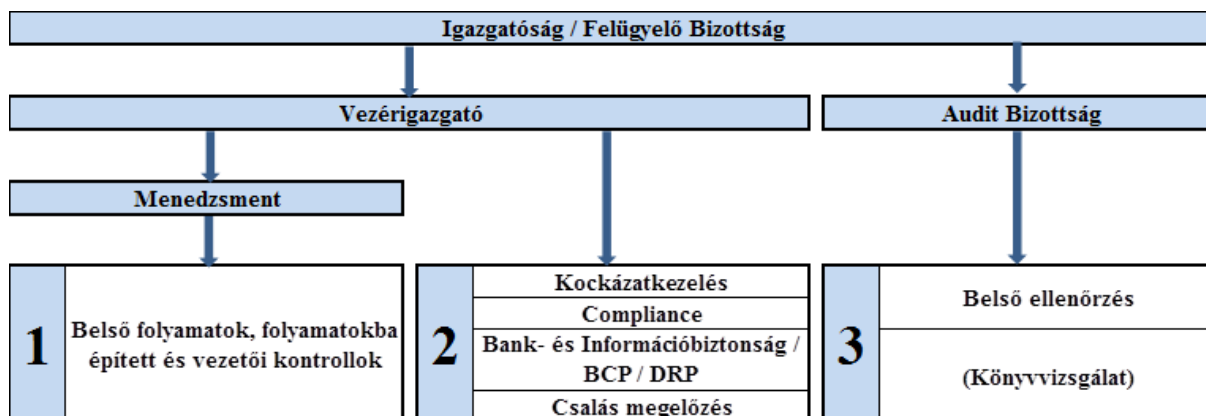 Igazgatóság / Felügyelő Bizottság
Vezérigazgató
Audit Bizottság
Menedzsment
1
Belső folyamatok, folyamatokba
épített és vezetői kontrollok
2
Kockázatkezelés
Compliance
Bank- és Információbiztonság /
BCP / DRP
Csalás megelőzés
3
Belső ellenőrzés
(Könyvvizsgálat)